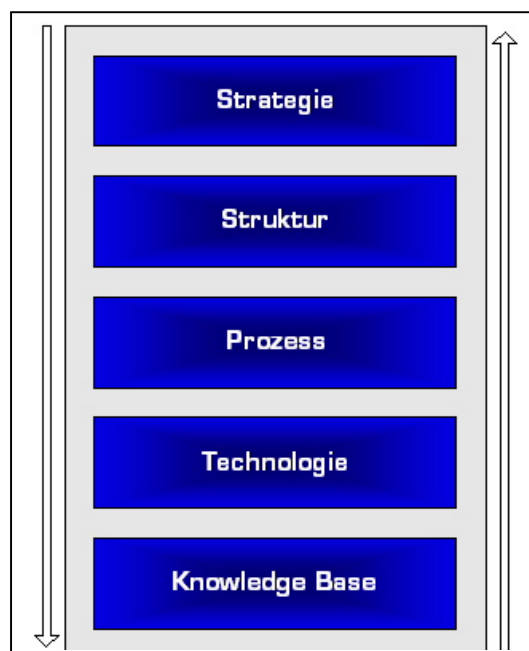 Strategie
Struktur
Prozess
Technologie
Knowledge Base